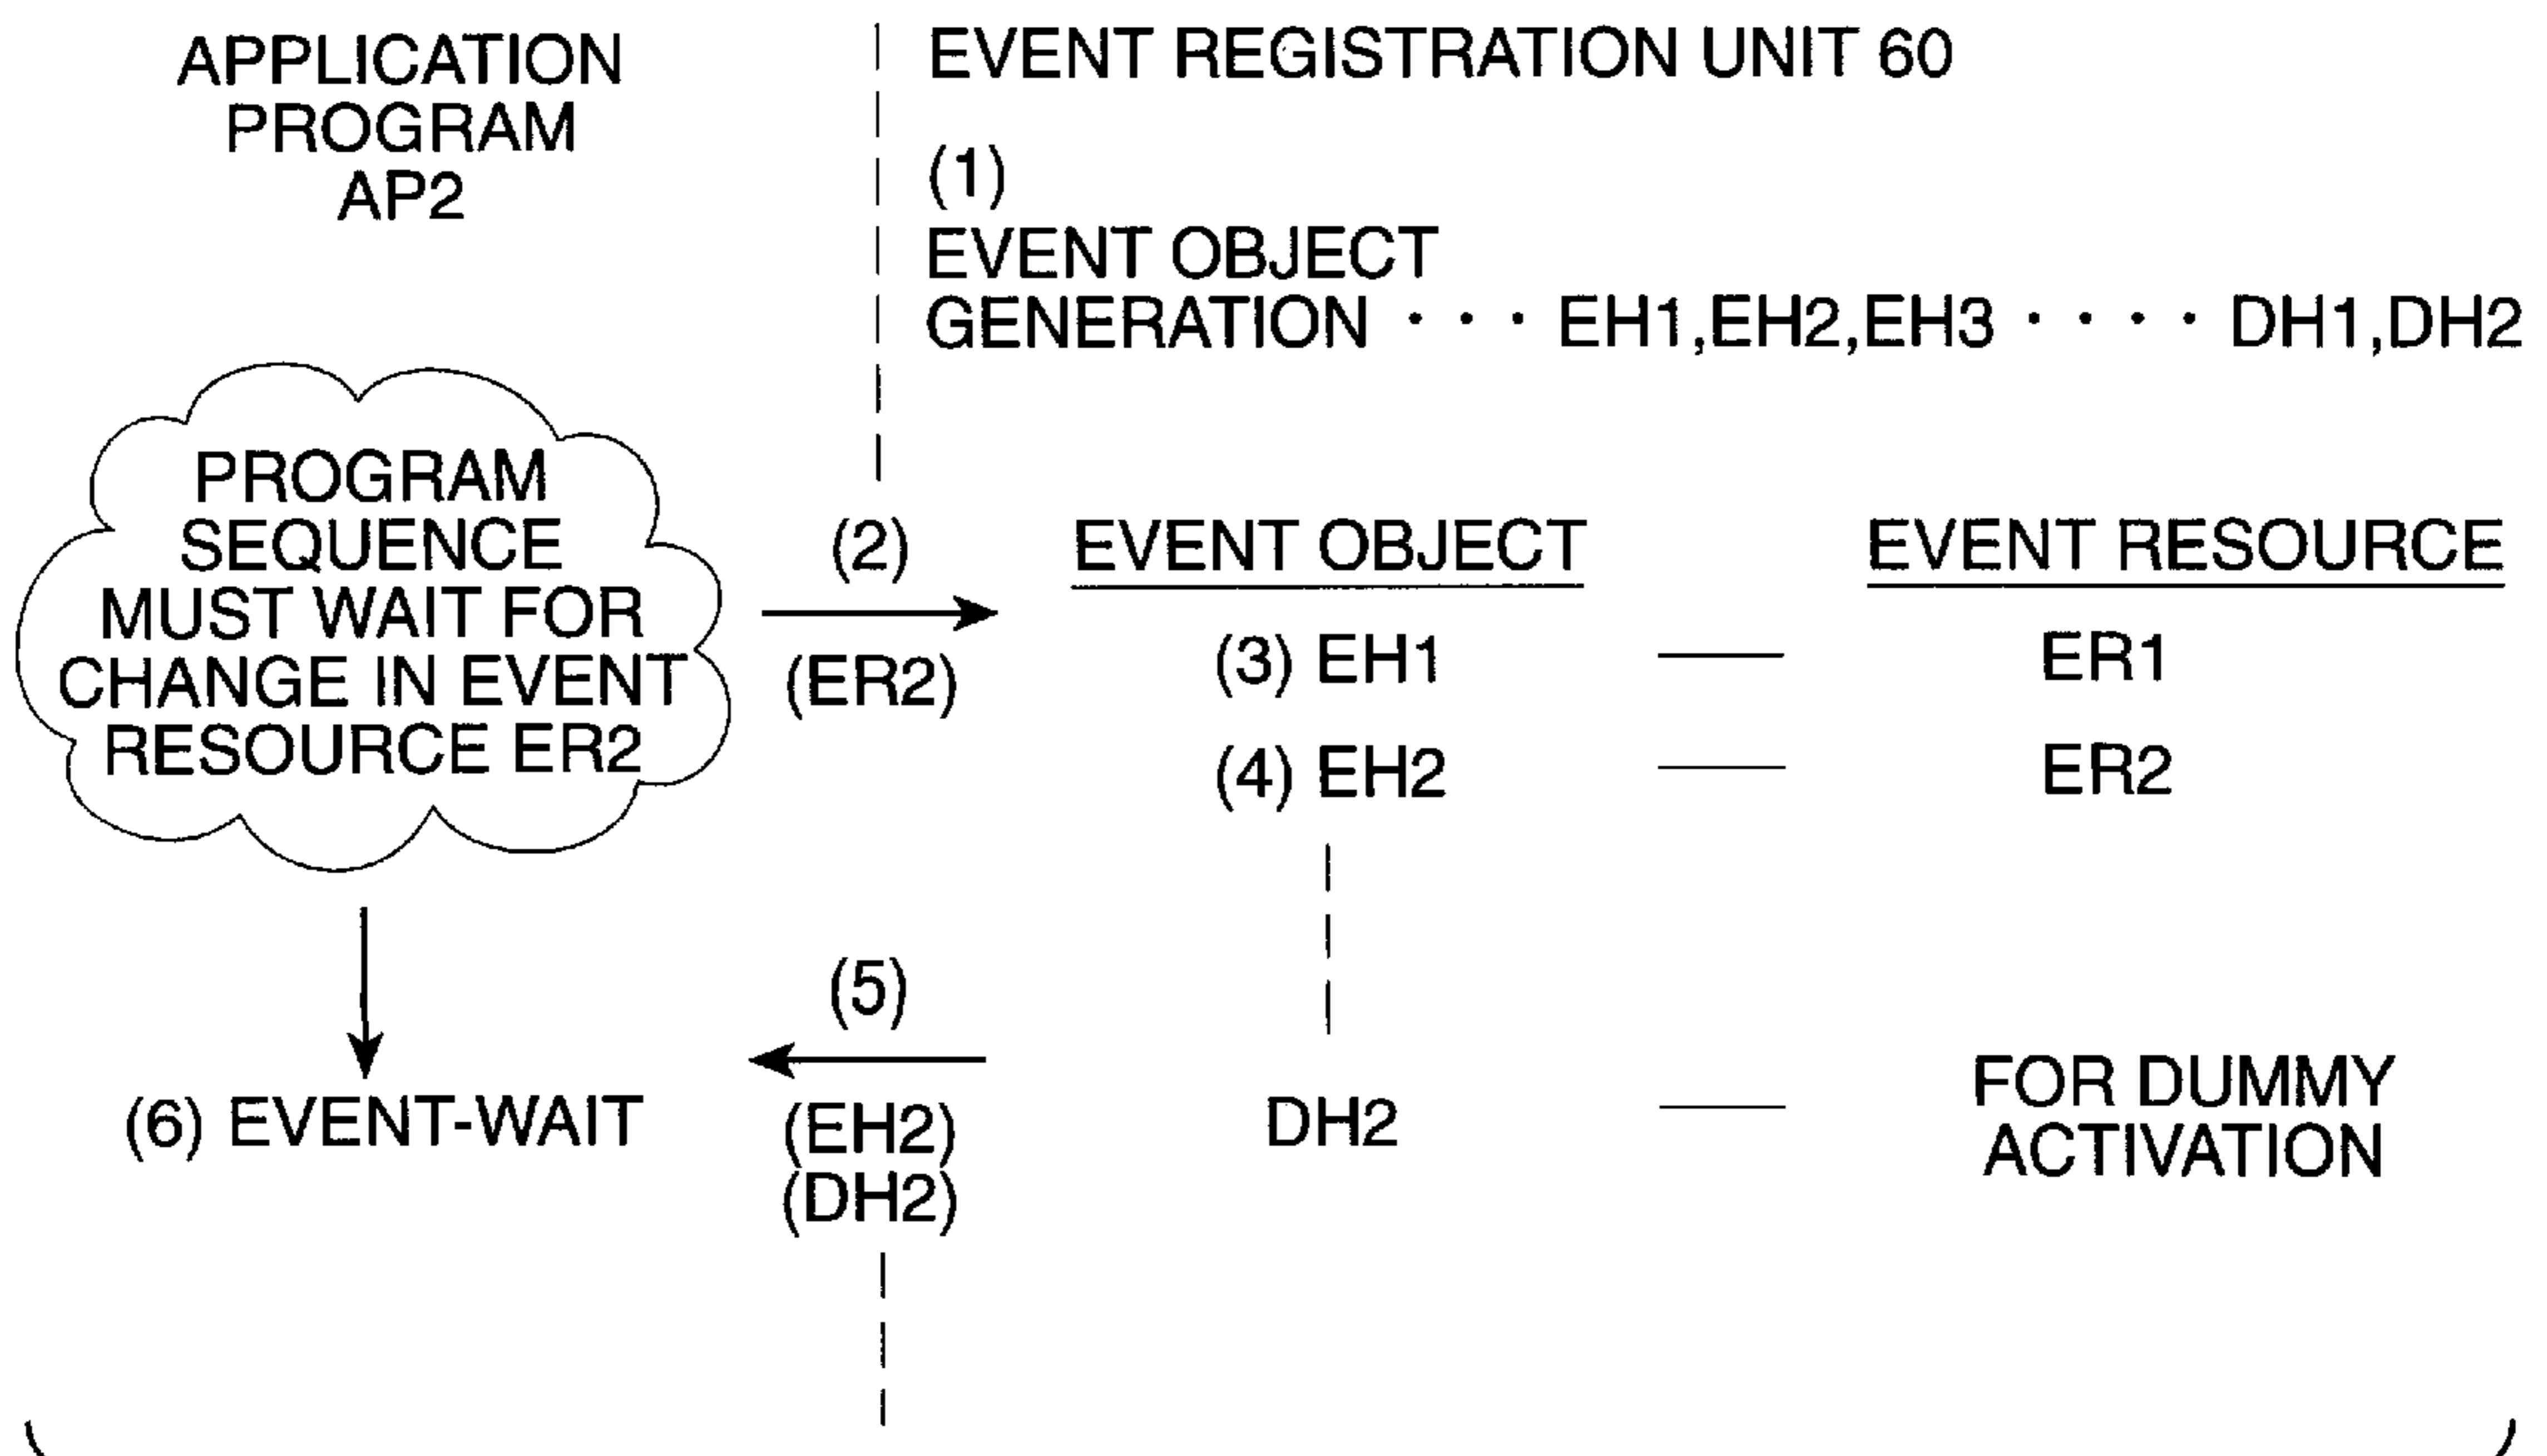 APPLICATION
PROGRAM
AP2
EVENT REGISTRATION UNIT 60
(1)
EVENT OBJECT
GENERATION · · · EH1,EH2,EH3 · · · · DH1,DH2
PROGRAM
SEQUENCE
MUST WAIT FOR
CHANGE IN EVENT
RESOURCE ER2
(2)
(ER2)
EVENT OBJECT
EVENT RESOURCE
(3) EH1 — ER1
(4) EH2 — ER2
(5)
(EH2)
(DH2)
(6) EVENT-WAIT
DH2 — FOR DUMMY
ACTIVATION